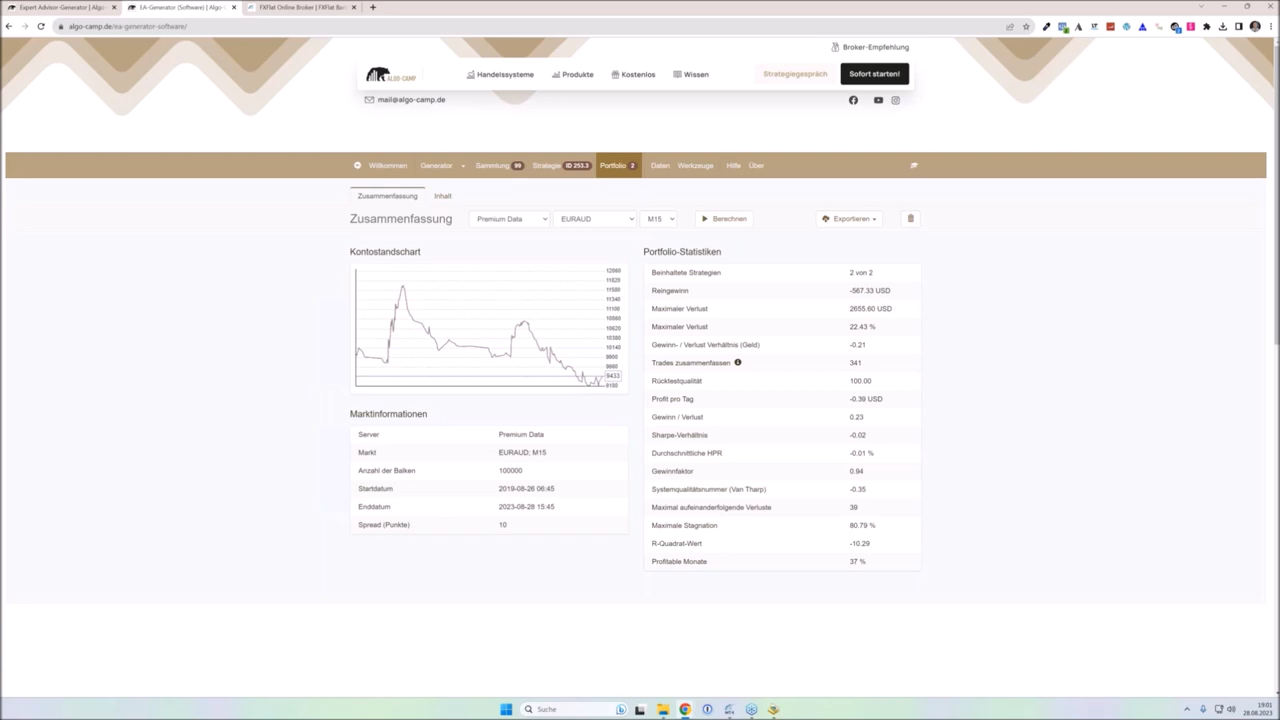 Expert Advisor-Generator | Algo-
EA-Generator (Software) | Algo-
FXFlat Online Broker | FXFlat
algo-camp.de/ea-generator-software/
Broker-Empfehlung
ALGO-CAMP
Handelssysteme
Produkte
Kostenlos
Wissen
Strategiegespräch
Sofort starten!
mail@algo-camp.de
Willkommen
Generator
Sammlung 99
Strategie ID 253.3
Portfolio 2
Daten
Werkzeuge
Hilfe
Über
Zusammenfassung
Inhalt
Zusammenfassung
Premium Data
EURAUD
M15
Berechnen
Exportieren
Kontostandschart
12060
11820
11580
11340
11100
10860
10620
10380
10140
9900
9660
9433
9180
Marktinformationen
Server Premium Data
Markt EURAUD; M15
Anzahl der Balken 100000
Startdatum 2019-08-26 06:45
Enddatum 2023-08-28 15:45
Spread (Punkte) 10
Portfolio-Statistiken
Beinhaltete Strategien 2 von 2
Reingewinn -567.33 USD
Maximaler Verlust 2655.60 USD
Maximaler Verlust 22.43 %
Gewinn- / Verlust Verhältnis (Geld) -0.21
Trades zusammenfassen 341
Rücktestqualität 100.00
Profit pro Tag -0.39 USD
Gewinn / Verlust 0.23
Sharpe-Verhältnis -0.02
Durchschnittliche HPR -0.01 %
Gewinnfaktor 0.94
Systemqualitätsnummer (Van Tharp) -0.35
Maximal aufeinanderfolgende Verluste 39
Maximale Stagnation 80.79 %
R-Quadrat-Wert -10.29
Profitable Monate 37 %
Suche
19:01
28.08.2023